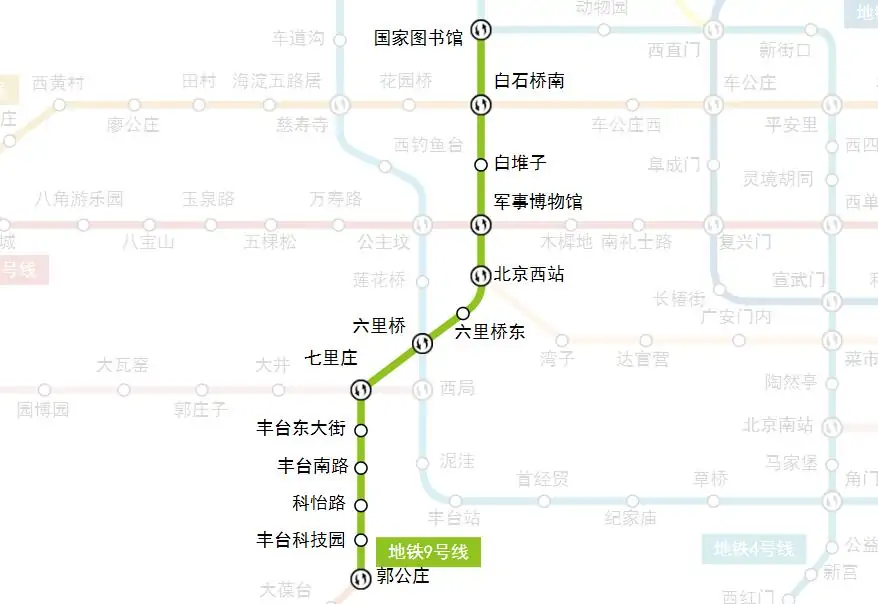 动物园
地
车道沟
国家图书馆
西直门
新街口
白石桥南
西黄村
田村
海淀五路居
花园桥
车公庄
庄
廖公庄
慈寿寺
车公庄西
平安里
西钓鱼台
西四
白堆子
阜成门
灵境胡同
八角游乐园
玉泉路
万寿路
军事博物馆
西单
城
八宝山
五棵松
公主坟
木樨地
南礼士路
复兴门
号线
莲花桥
北京西站
宣武门
长椿街
广安门内
六里桥
六里桥东
七里庄
湾子
达官营
菜市
大瓦窑
大井
园博园
郭庄子
西局
陶然亭
丰台东大街
北京南站
丰台南路
泥洼
马家堡
首经贸
草桥
角门
科怡路
丰台站
纪家庙
丰台科技园
地铁9号线
地铁4号线
公益
郭公庄
新宫
大葆台
西红门